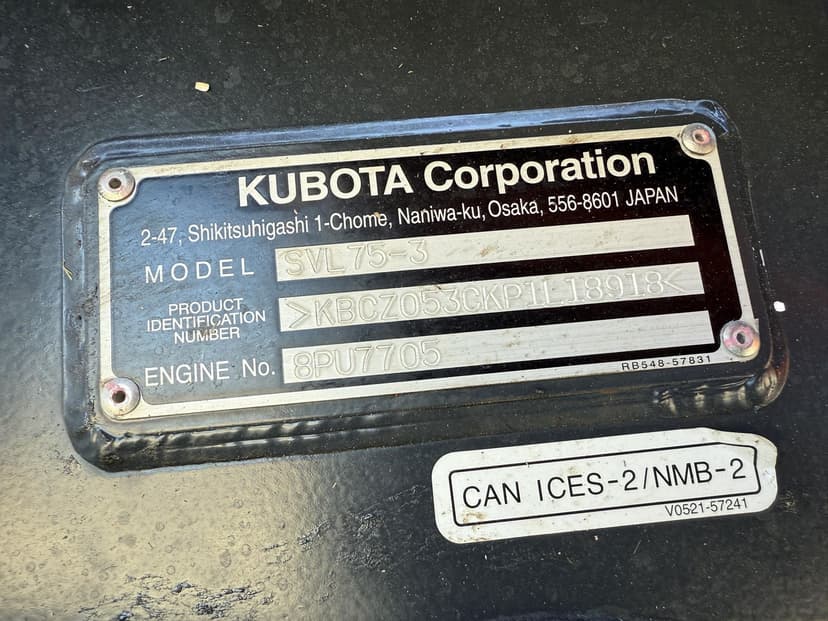 KUBOTA Corporation
2-47, Shikitsuhigashi 1-Chome, Naniwa-ku, Osaka, 556-8601 JAPAN
MODEL SVL75-3
PRODUCT
IDENTIFICATION >KBCZ053CKP1L18918<
NUMBER
ENGINE No. 8PU7705
RB548-57831
CAN ICES-2/NMB-2
V0521-57241